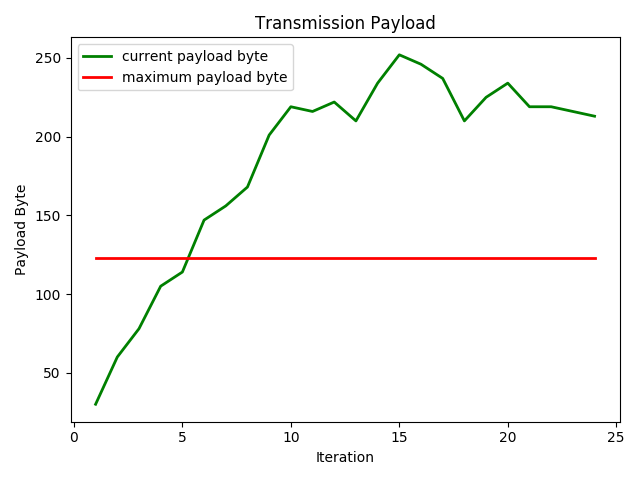 Transmission Payload
current payload byte
maximum payload byte
Payload Byte
250
200
150
100
50
0
5
10
15
20
25
Iteration